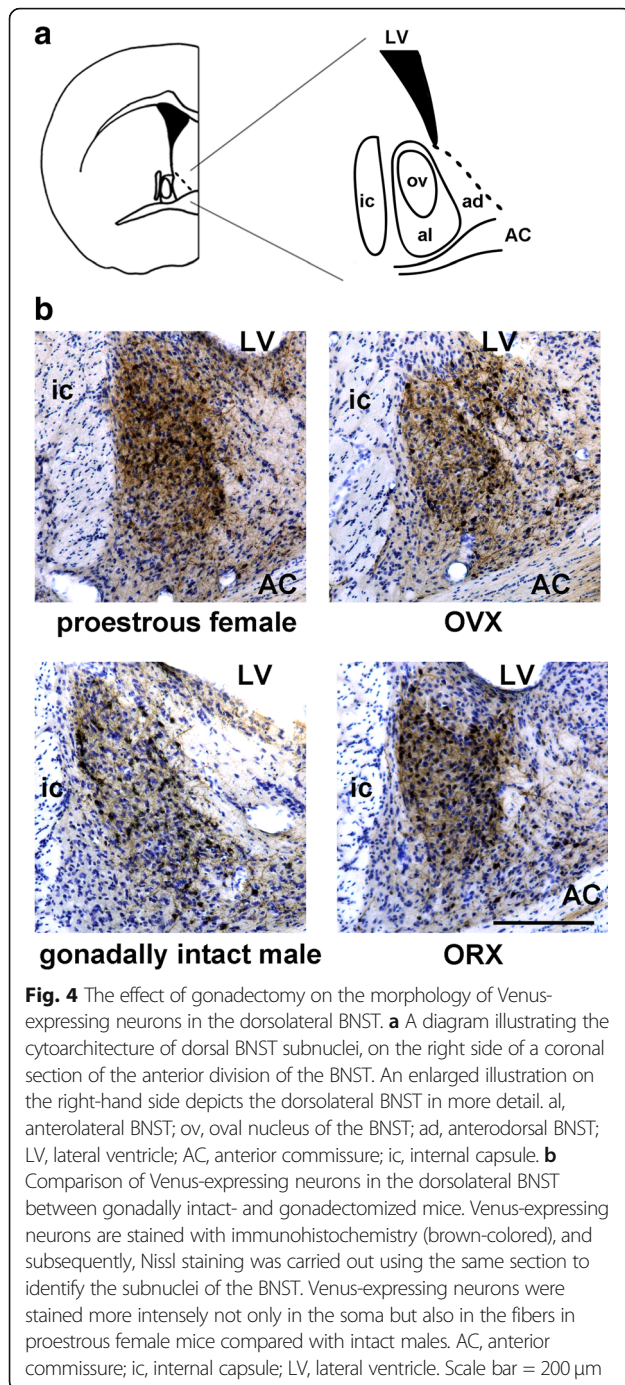 a
LV
ic
ov
ad
al
AC
b
LV
ic
AC
proestrous female
LV
ic
AC
OVX
LV
ic
gonadally intact male
LV
ic
AC
ORX
Fig. 4 The effect of gonadectomy on the morphology of Venus-
expressing neurons in the dorsolateral BNST. a A diagram illustrating the
cytoarchitecture of dorsal BNST subnuclei, on the right side of a coronal
section of the anterior division of the BNST. An enlarged illustration on
the right-hand side depicts the dorsolateral BNST in more detail. al,
anterolateral BNST; ov, oval nucleus of the BNST; ad, anterodorsal BNST;
LV, lateral ventricle; AC, anterior commissure; ic, internal capsule. b
Comparison of Venus-expressing neurons in the dorsolateral BNST
between gonadally intact- and gonadectomized mice. Venus-expressing
neurons are stained with immunohistochemistry (brown-colored), and
subsequently, Nissl staining was carried out using the same section to
identify the subnuclei of the BNST. Venus-expressing neurons were
stained more intensely not only in the soma but also in the fibers in
proestrous female mice compared with intact males. AC, anterior
commissure; ic, internal capsule; LV, lateral ventricle. Scale bar = 200 μm